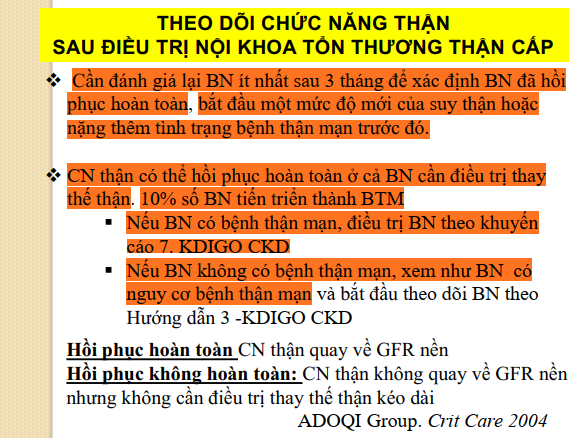 THEO DÕI CHỨC NĂNG THẬN
SAU ĐIỀU TRỊ NỘI KHOA TỔN THƯƠNG THẬN CẤP
❖ Cần đánh giá lại BN ít nhất sau 3 tháng để xác định BN đã hồi
phục hoàn toàn, bắt đầu một mức độ mới của suy thận hoặc
nặng thêm tình trạng bệnh thận mạn trước đó.
❖ CN thận có thể hồi phục hoàn toàn ở cả BN cần điều trị thay
thế thận. 10% số BN tiến triển thành BTM
▪ Nếu BN có bệnh thận mạn, điều trị BN theo khuyến
cáo 7. KDIGO CKD
▪ Nếu BN không có bệnh thận mạn, xem như BN có
nguy cơ bệnh thận mạn và bắt đầu theo dõi BN theo
Hướng dẫn 3 -KDIGO CKD
Hồi phục hoàn toàn CN thận quay về GFR nền
Hồi phục không hoàn toàn: CN thận không quay về GFR nền
nhưng không cần điều trị thay thế thận kéo dài
ADOQI Group. Crit Care 2004